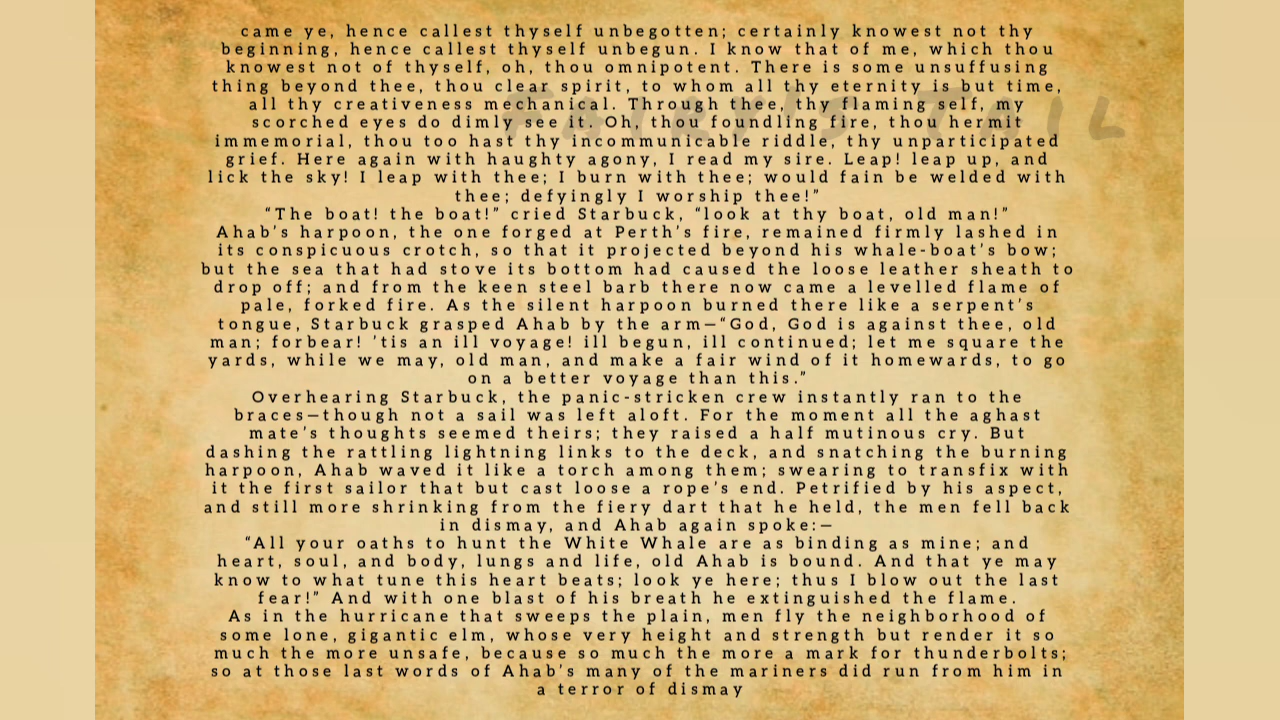 came ye, hence callest thyself unbegotten; certainly knowest not thy
beginning, hence callest thyself unbegun. I know that of me, which thou
knowest not of thyself, oh, thou omnipotent. There is some unsuffusing
thing beyond thee, thou clear spirit, to whom all thy eternity is but time,
all thy creativeness mechanical. Through thee, thy flaming self, my
scorched eyes do dimly see it. Oh, thou foundling fire, thou hermit
immemorial, thou too hast thy incommunicable riddle, thy unparticipated
grief. Here again with haughty agony, I read my sire. Leap! leap up, and
lick the sky! I leap with thee; I burn with thee; would fain be welded with
thee; defyingly I worship thee!”
“The boat! the boat!” cried Starbuck, “look at thy boat, old man!”
Ahab’s harpoon, the one forged at Perth’s fire, remained firmly lashed in
its conspicuous crotch, so that it projected beyond his whale-boat’s bow;
but the sea that had stove its bottom had caused the loose leather sheath to
drop off; and from the keen steel barb there now came a levelled flame of
pale, forked fire. As the silent harpoon burned there like a serpent’s
tongue, Starbuck grasped Ahab by the arm—“God, God is against thee, old
man; forbear! ’tis an ill voyage! ill begun, ill continued; let me square the
yards, while we may, old man, and make a fair wind of it homewards, to go
on a better voyage than this.”
Overhearing Starbuck, the panic-stricken crew instantly ran to the
braces—though not a sail was left aloft. For the moment all the aghast
mate’s thoughts seemed theirs; they raised a half mutinous cry. But
dashing the rattling lightning links to the deck, and snatching the burning
harpoon, Ahab waved it like a torch among them; swearing to transfix with
it the first sailor that but cast loose a rope’s end. Petrified by his aspect,
and still more shrinking from the fiery dart that he held, the men fell back
in dismay, and Ahab again spoke:—
“All your oaths to hunt the White Whale are as binding as mine; and
heart, soul, and body, lungs and life, old Ahab is bound. And that ye may
know to what tune this heart beats; look ye here; thus I blow out the last
fear!” And with one blast of his breath he extinguished the flame.
As in the hurricane that sweeps the plain, men fly the neighborhood of
some lone, gigantic elm, whose very height and strength but render it so
much the more unsafe, because so much the more a mark for thunderbolts;
so at those last words of Ahab’s many of the mariners did run from him in
a terror of dismay